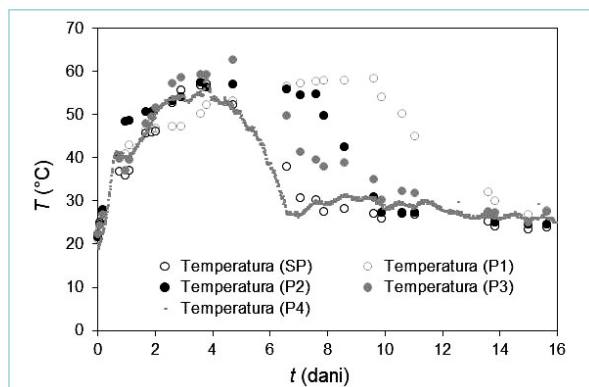 70
60
50
40
30
20
10
0
T (°C)
Temperatura (SP) Temperatura (P1)
Temperatura (P2) Temperatura (P3)
Temperatura (P4)
0 2 4 6 8 10 12 14 16
t (dani)